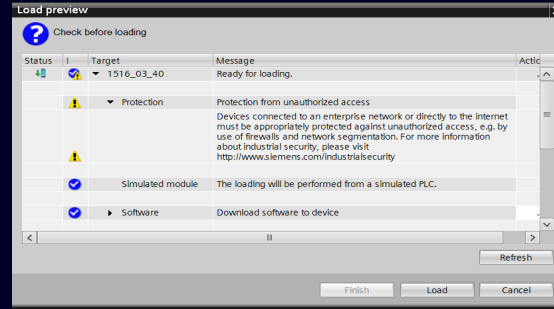 Load preview
Check before loading
Status ! Target Message Actic
1516_03_40 Ready for loading.
Protection Protection from unauthorized access
Devices connected to an enterprise network or directly to the internet
must be appropriately protected against unauthorized access, e.g. by
use of firewalls and network segmentation. For more information
about industrial security, please visit
http://www.siemens.com/industrialsecurity
Simulated module The loading will be performed from a simulated PLC.
Software Download software to device
Refresh
Finish Load Cancel